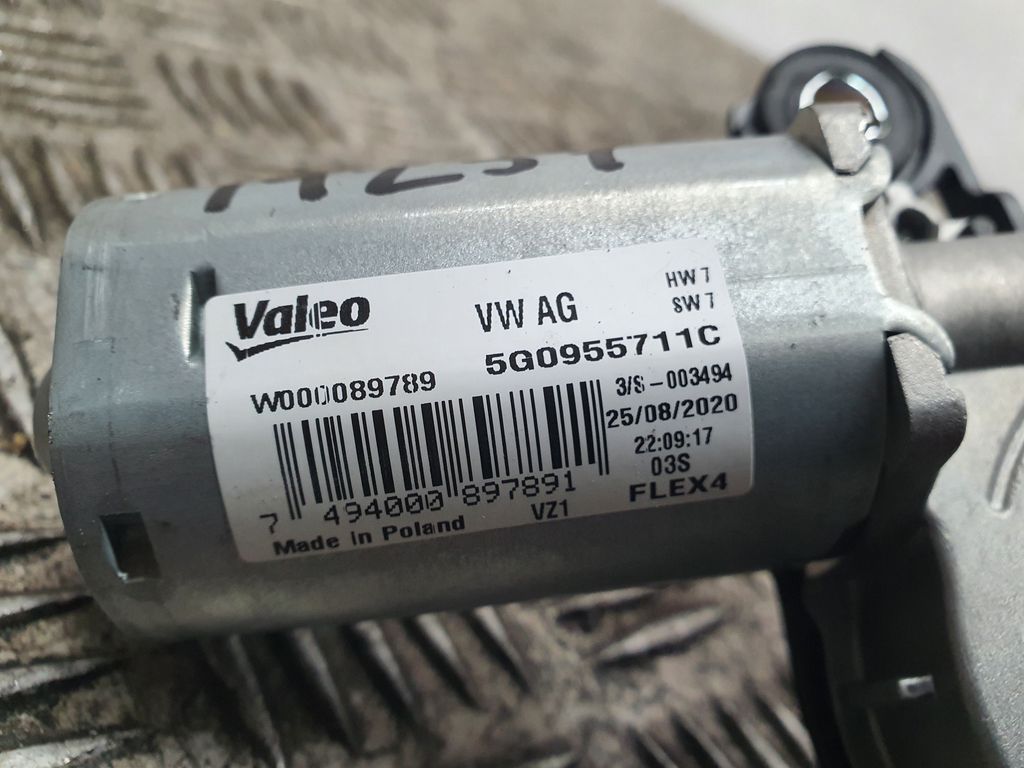 Valeo
VW AG
HW 7
SW 7
W000089789
5G0955711C
3/S-003494
25/08/2020
22:09:17
03S
FLEX4
7 494000 897891
Made in Poland
VZ1